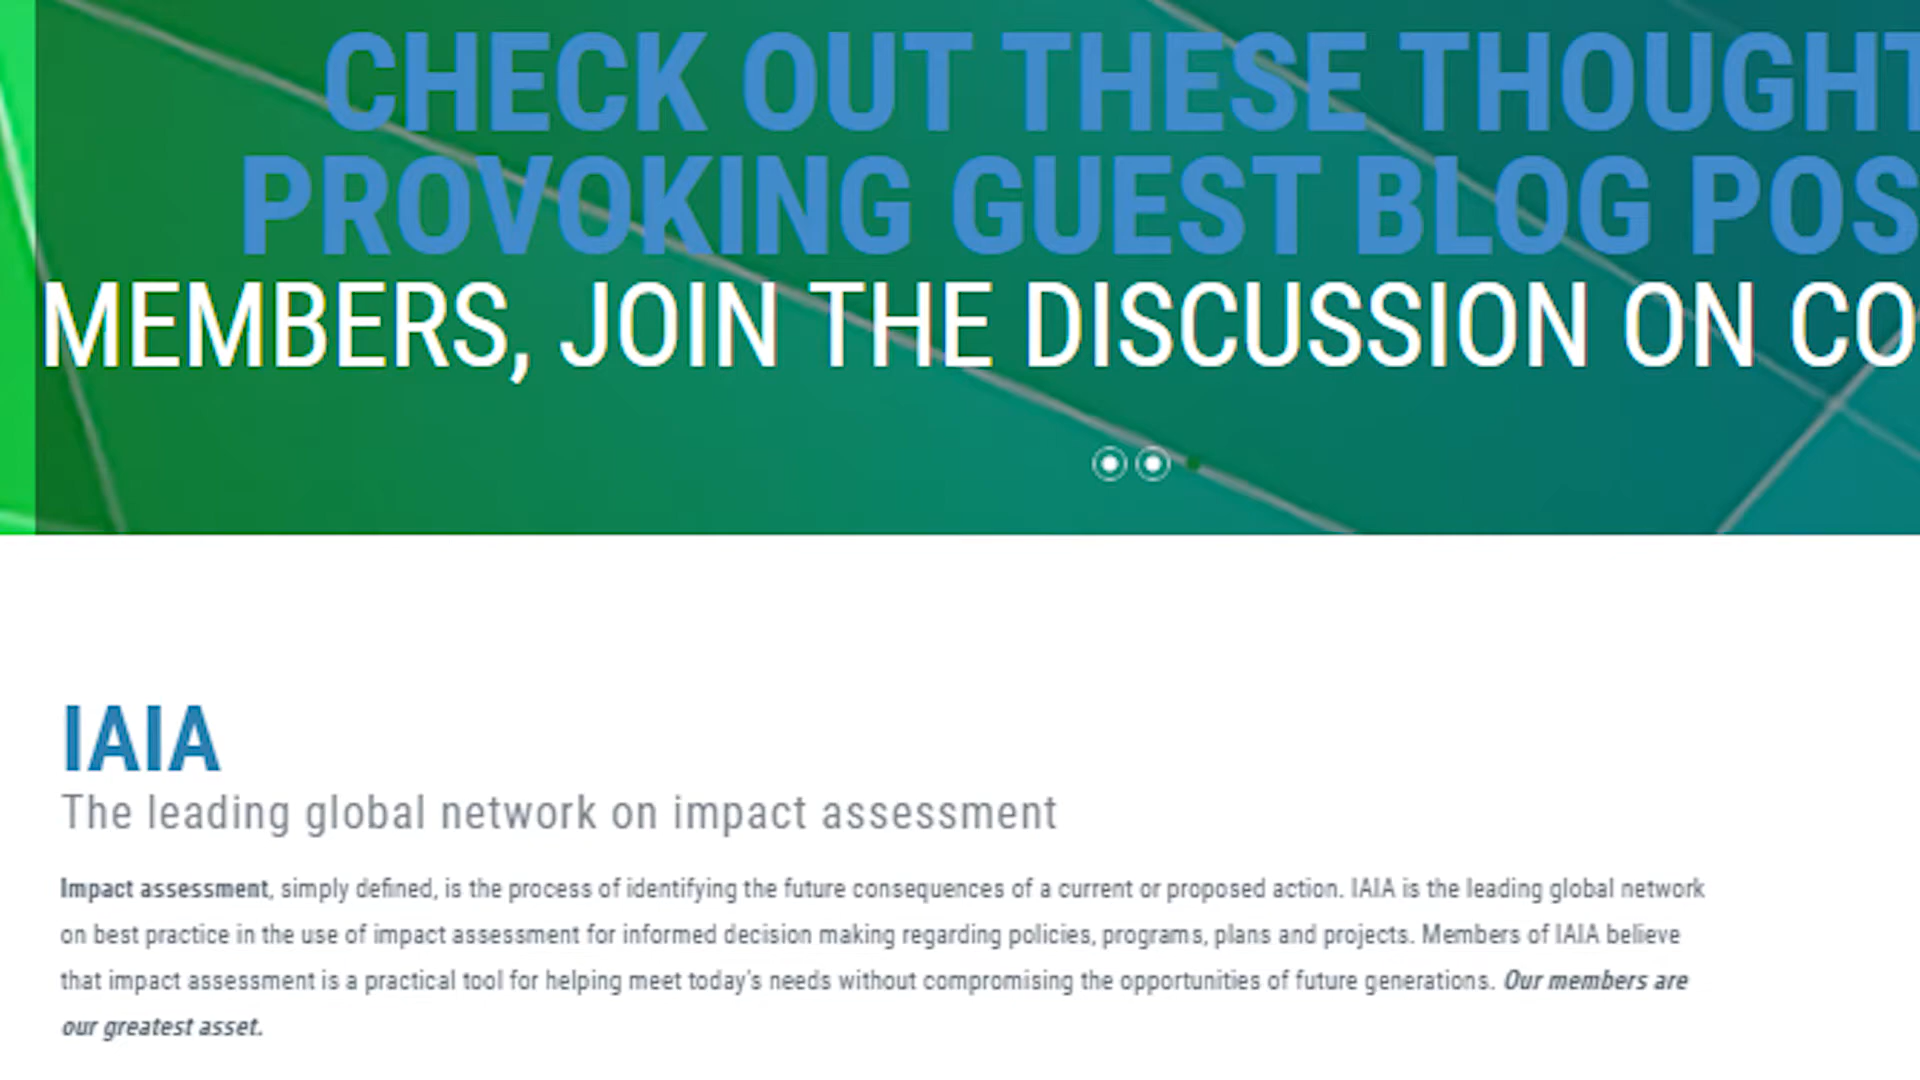 CHECK OUT THESE THOUGHT
PROVOKING GUEST BLOG POS
MEMBERS, JOIN THE DISCUSSION ON CO
IAIA
The leading global network on impact assessment
Impact assessment, simply defined, is the process of identifying the future consequences of a current or proposed action. IAIA is the leading global network
on best practice in the use of impact assessment for informed decision making regarding policies, programs, plans and projects. Members of IAIA believe
that impact assessment is a practical tool for helping meet today's needs without compromising the opportunities of future generations. Our members are
our greatest asset.